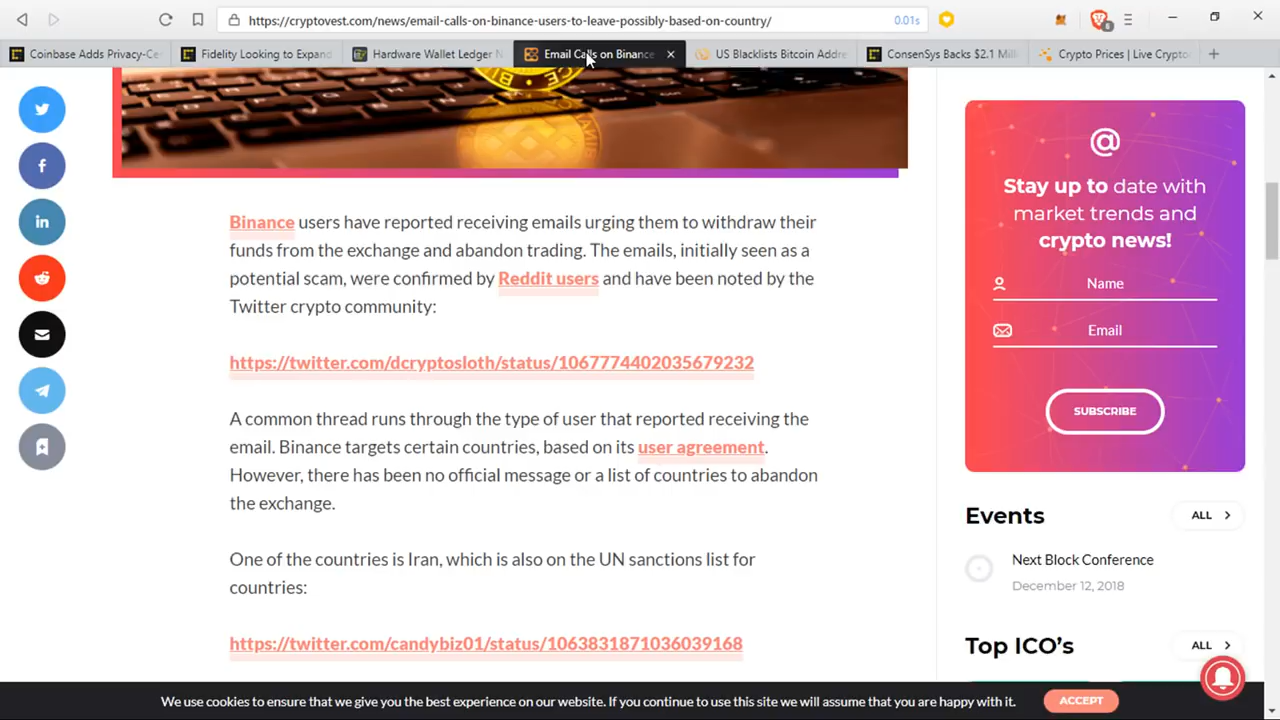 https://cryptovest.com/news/email-calls-on-binance-users-to-leave-possibly-based-on-country/
0.01s
6
Coinbase Adds Privacy-Ce
Fidelity Looking to Expand
Hardware Wallet Ledger N
Email Calls on Binance
US Blacklists Bitcoin Addre
ConsenSys Backs $2.1 Mill
Crypto Prices | Live Cryptoc
Binance users have reported receiving emails urging them to withdraw their
funds from the exchange and abandon trading. The emails, initially seen as a
potential scam, were confirmed by Reddit users and have been noted by the
Twitter crypto community:
https://twitter.com/dcryptosloth/status/1067774402035679232
A common thread runs through the type of user that reported receiving the
email. Binance targets certain countries, based on its user agreement.
However, there has been no official message or a list of countries to abandon
the exchange.
One of the countries is Iran, which is also on the UN sanctions list for
countries:
https://twitter.com/candybiz01/status/1063831871036039168
@
Stay up to date with
market trends and
crypto news!
Name
Email
SUBSCRIBE
Events
ALL
Next Block Conference
December 12, 2018
Top ICO's
ALL
We use cookies to ensure that we give you the best experience on our website. If you continue to use this site we will assume that you are happy with it.
ACCEPT